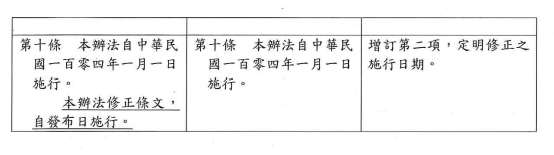 第十條　本辦法自中華民
國一百零四年一月一日
施行。
本辦法修正條文，
自發布日施行。
第十條　本辦法自中華民
國一百零四年一月一日
施行。
增訂第二項，定明修正之
施行日期。